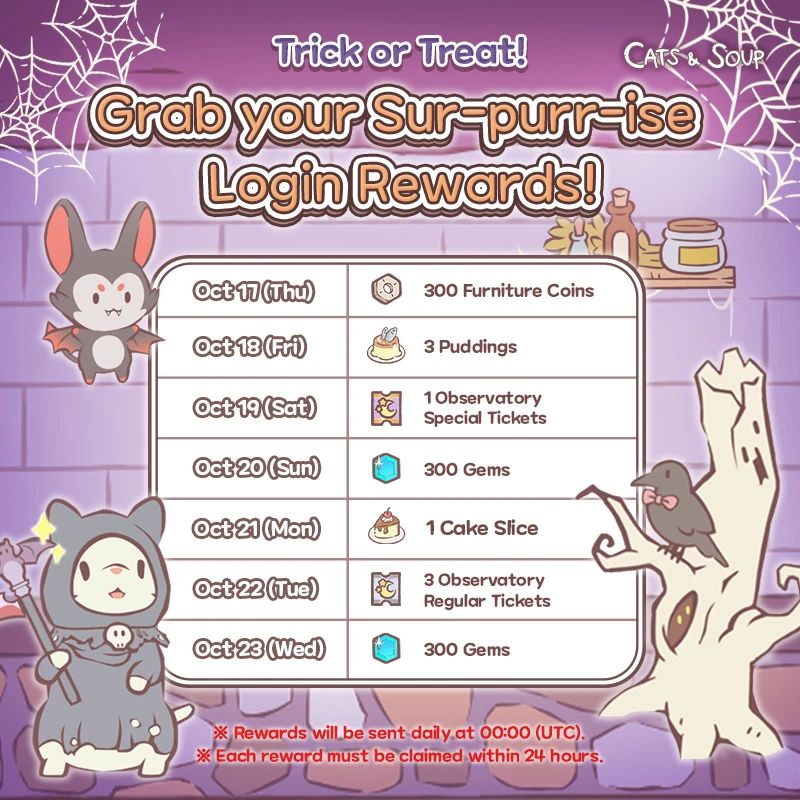 Trick or Treat!
CATS & SOUP
Grab your Sur-purr-ise
Login Rewards!
Oct 17 (Thu) 300 Furniture Coins
Oct 18 (Fri) 3 Puddings
Oct 19 (Sat) 1 Observatory
Special Tickets
Oct 20 (Sun) 300 Gems
Oct 21 (Mon) 1 Cake Slice
Oct 22 (Tue) 3 Observatory
Regular Tickets
Oct 23 (Wed) 300 Gems
※ Rewards will be sent daily at 00:00 (UTC).
※ Each reward must be claimed within 24 hours.